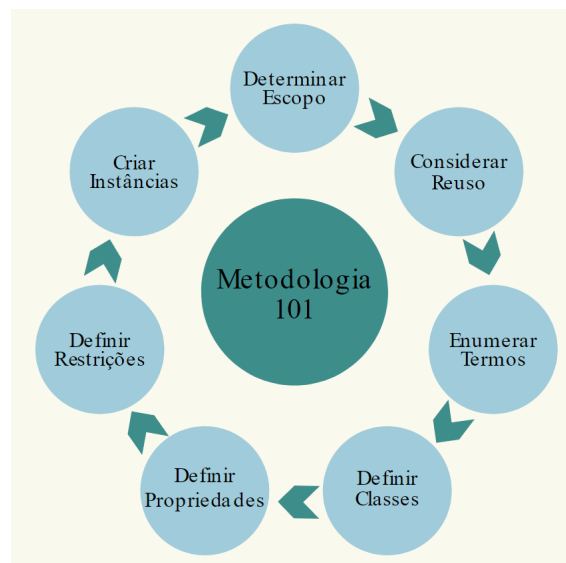 Determinar
Escopo
Considerar
Reuso
Enumerar
Termos
Definir
Classes
Definir
Propriedades
Definir
Restrições
Criar
Instâncias
Metodologia
101